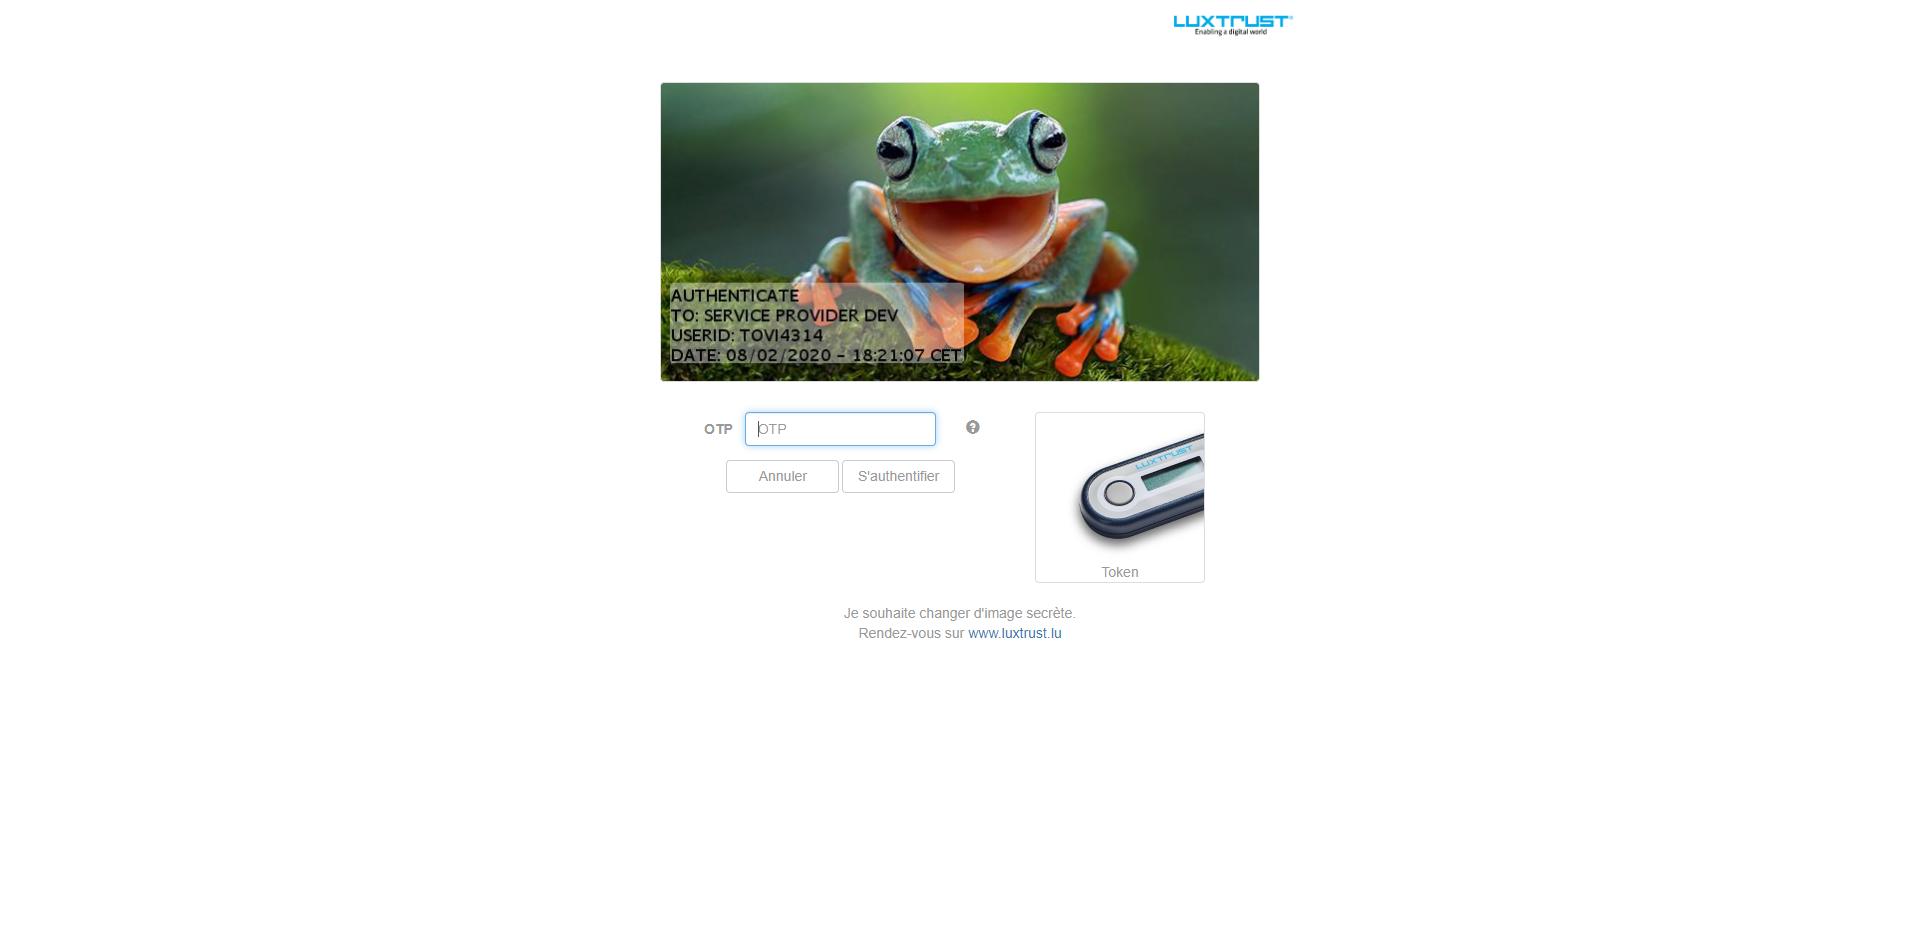 LUXTRUST
Enabling a digital world
AUTHENTICATE
TO: SERVICE PROVIDER DEV
USERID: TOVI4314
DATE: 08/02/2020 - 18:21:07 CET
OTP
OTP
Annuler
S'authentifier
LUXTRUST
Token
Je souhaite changer d'image secrète.
Rendez-vous sur www.luxtrust.lu